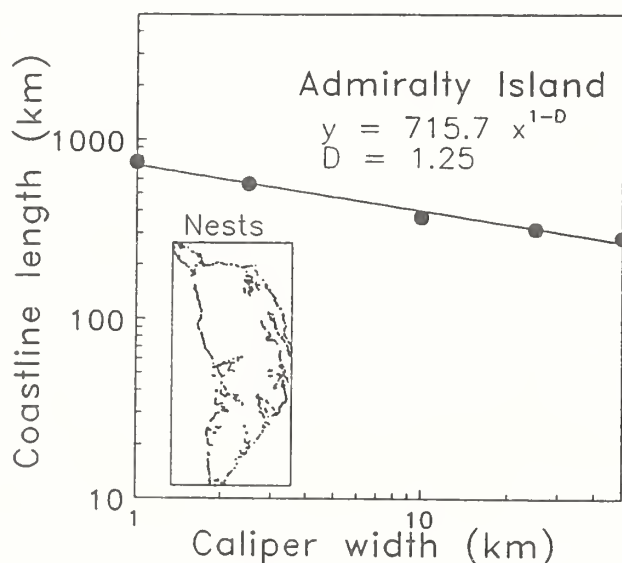 Coastline length (km)
1000
100
10
Admiralty Island
y = 715.7 x^{1-D}
D = 1.25
Nests
1
10
Caliper width (km)